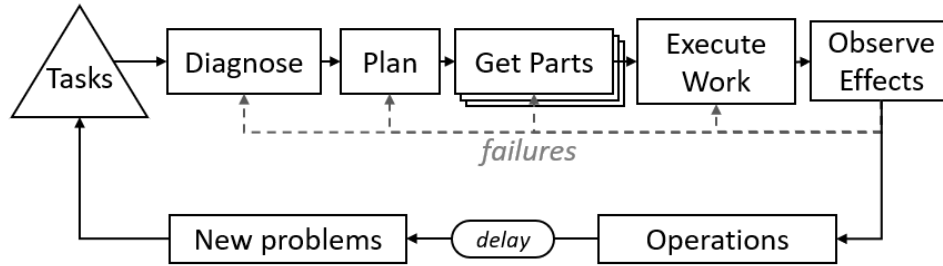 Tasks
Diagnose
Plan
Get Parts
Execute
Work
Observe
Effects
failures
New problems
delay
Operations